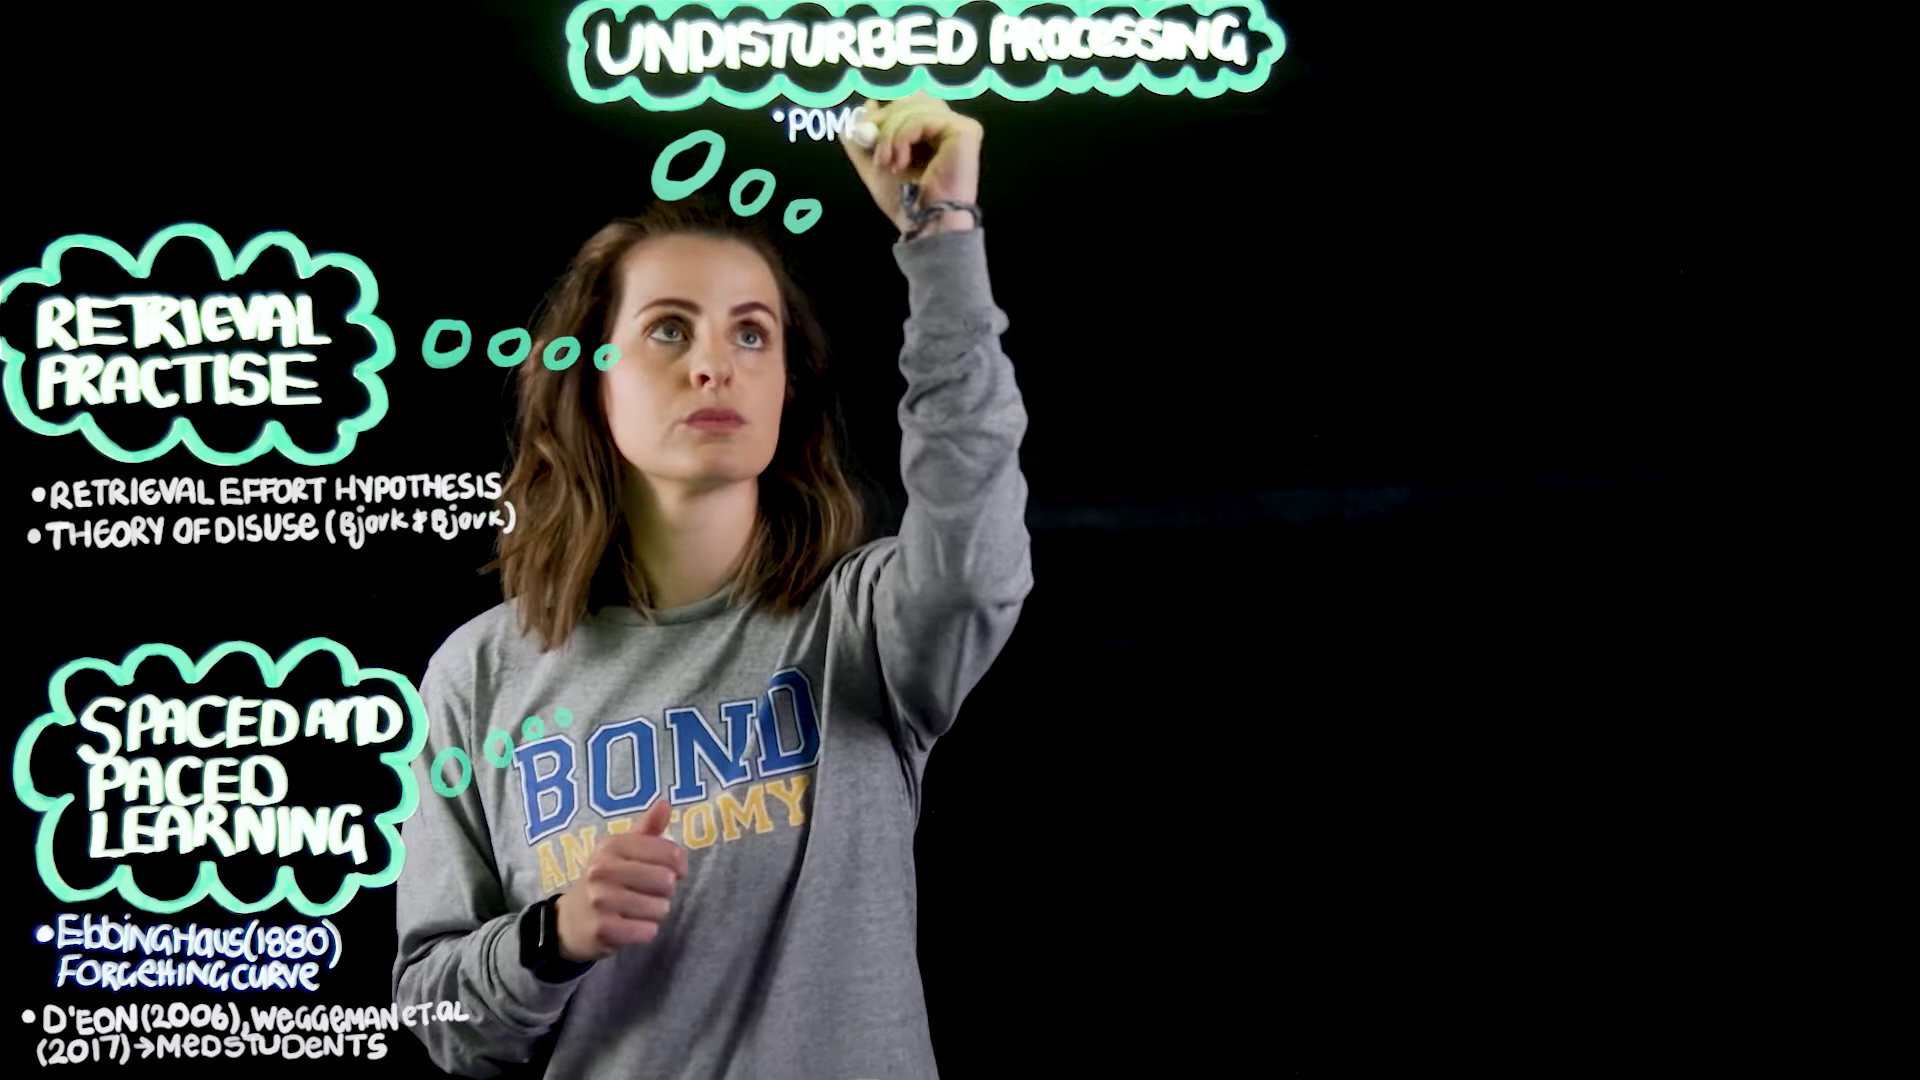 UNDISTURBED PROCESSING
•POM
RETRIEVAL
PRACTISE
•RETRIEVAL EFFORT HYPOTHESIS
•THEORY OF DISUSE (Bjork & Bjork)
SPACED AND
PACED
LEARNING
•EbbingHaus(1880)
FORGETTING CURVE
•D'EON(2006), WEGGEMAN ET.AL
(2017)→MED STUDENTS
BOND
ANATOMY